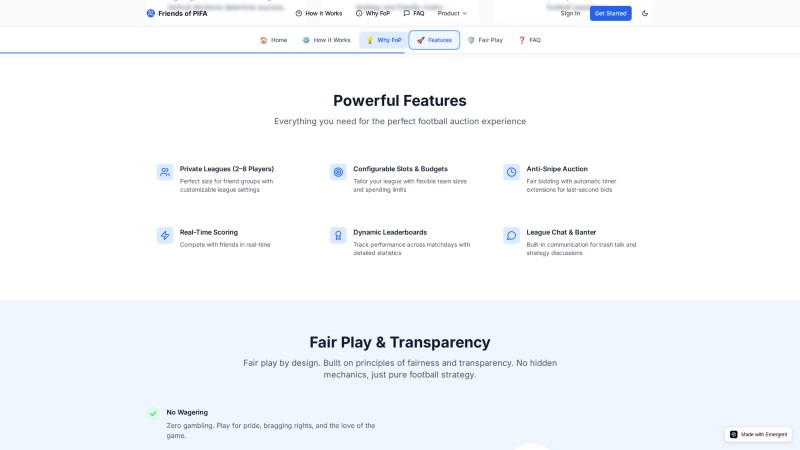 Friends of PIFA
How it Works
Why FoP
FAQ
Product
Sign In
Get Started
Home
How it Works
Why FoP
Features
Fair Play
FAQ
Powerful Features
Everything you need for the perfect football auction experience
Private Leagues (2–8 Players)
Perfect size for friend groups with
customizable league settings
Configurable Slots & Budgets
Tailor your league with flexible team sizes
and spending limits
Anti-Snipe Auction
Fair bidding with automatic timer
extensions for last-second bids
Real-Time Scoring
Compete with friends in real-time
Dynamic Leaderboards
Track performance across matchdays with
detailed statistics
League Chat & Banter
Built-in communication for trash talk and
strategy discussions
Fair Play & Transparency
Fair play by design. Built on principles of fairness and transparency. No hidden
mechanics, just pure football strategy.
No Wagering
Zero gambling. Play for pride, bragging rights, and the love of the
game.
Made with Emergent